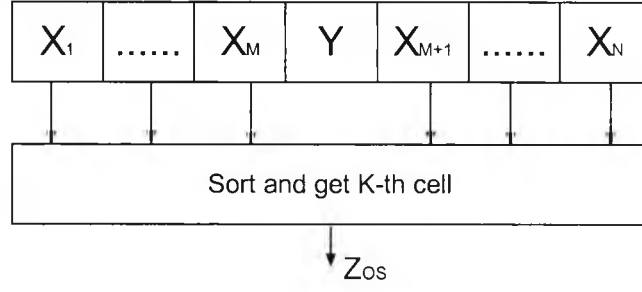 X1 ...... XM Y XM+1 ...... XN
Sort and get K-th cell
Zos